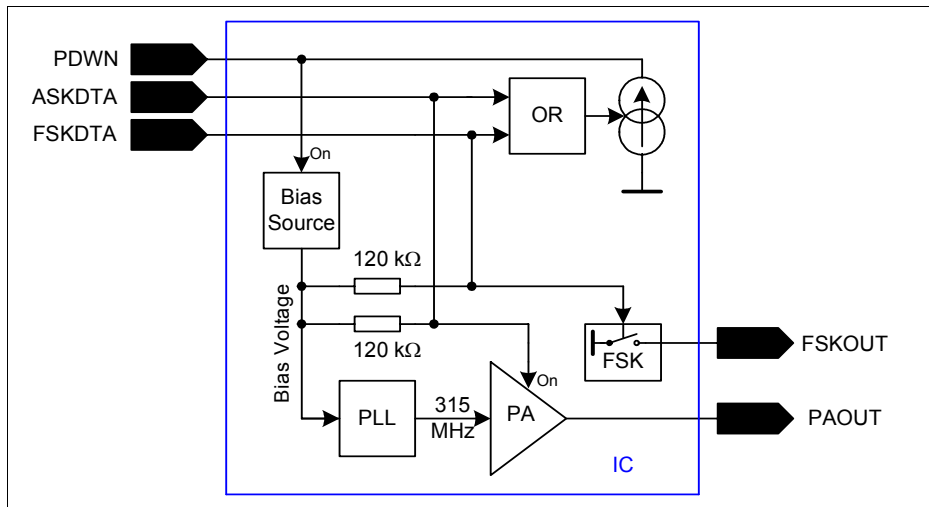 PDWN
ASKDTA
FSKDTA
On
OR
Bias
Source
120 kΩ
120 kΩ
Bias Voltage
FSK
FSKOUT
On
PLL
315
MHz
PA
PAOUT
IC